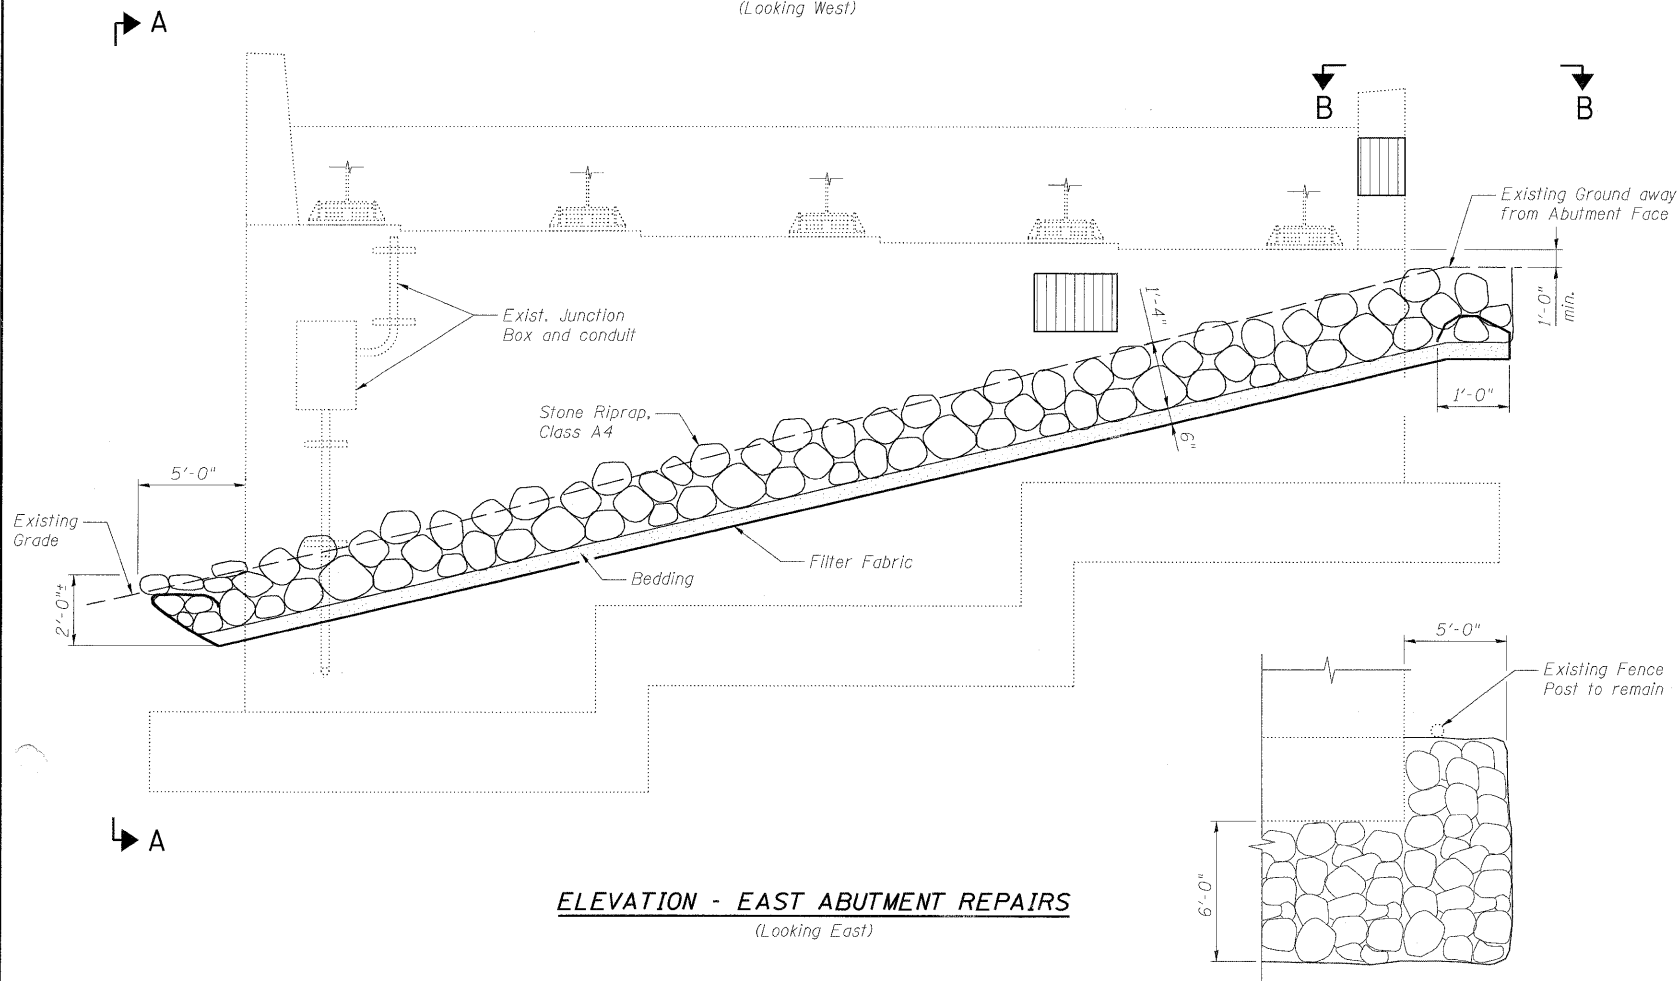 (Looking West)
A
B
B
Existing Ground away
from Abutment Face
1'-0"
min.
1'-4"
Exist. Junction
Box and conduit
Stone Riprap,
Class A4
1'-0"
9"
5'-0"
Existing
Grade
Filter Fabric
Bedding
2'-0"±
5'-0"
Existing Fence
Post to remain
A
6'-0"
ELEVATION - EAST ABUTMENT REPAIRS
(Looking East)